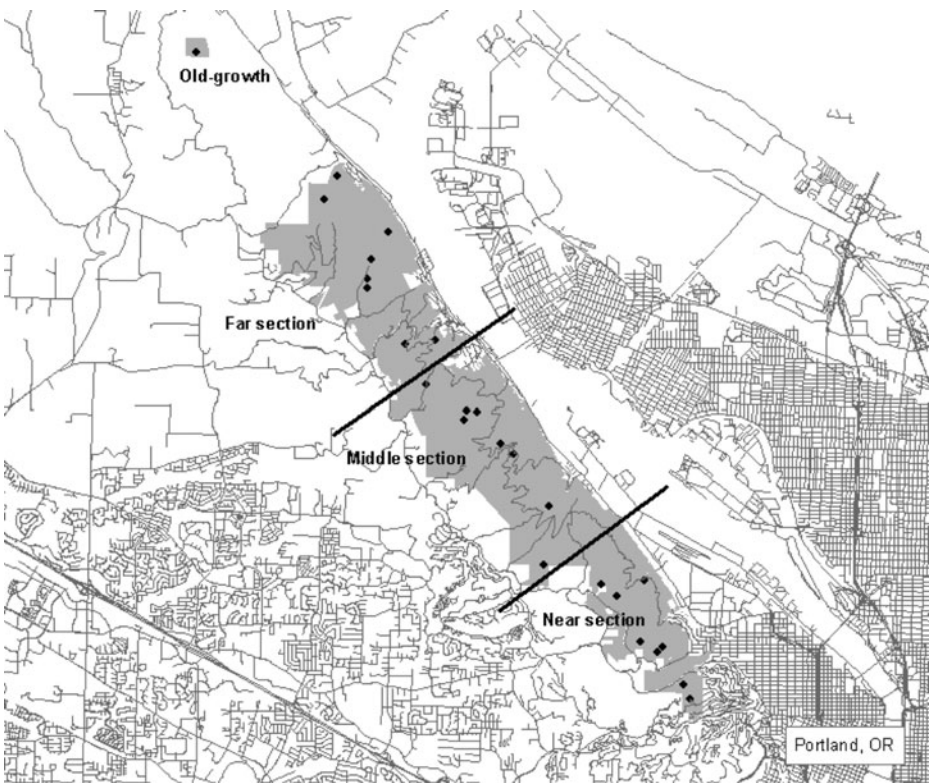 Old-growth
Far section
Middle section
Near section
Portland, OR